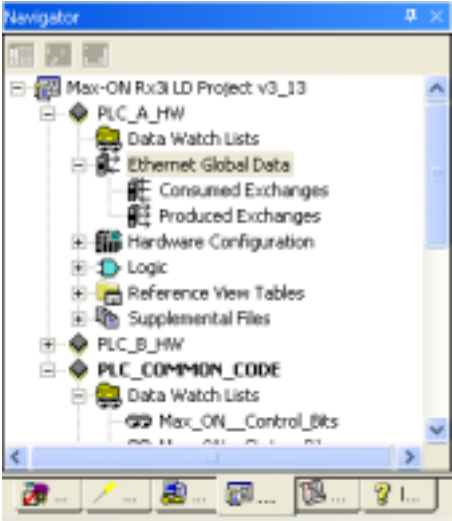 Navigator
Max-ON Rx3i LD Project v3_13
PLC_A_HW
Data Watch Lists
Ethernet Global Data
Consumed Exchanges
Produced Exchanges
Hardware Configuration
Logic
Reference View Tables
Supplemental Files
PLC_B_HW
PLC_COMMON_CODE
Data Watch Lists
Max_ON__Control_Bits
... ... ... ... ... I...